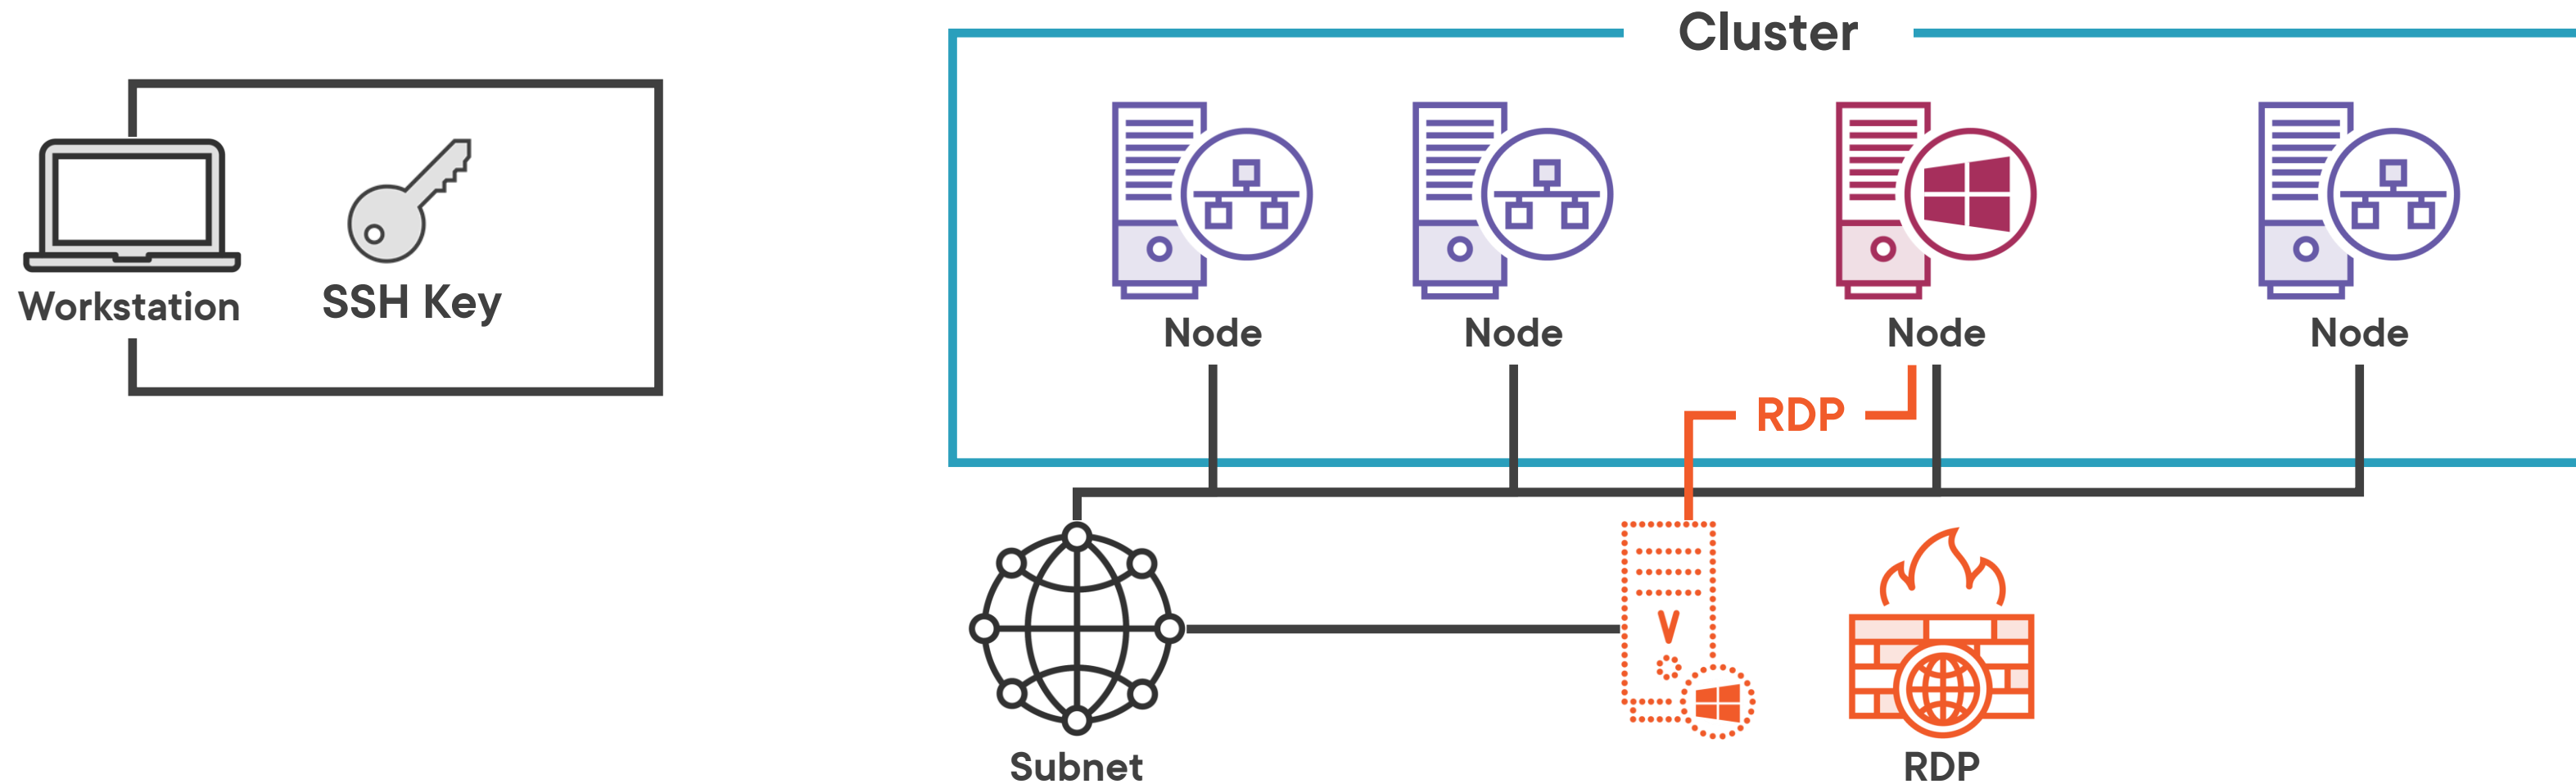 Cluster
Workstation
SSH Key
Node
Node
Node
Node
RDP
V
Subnet
RDP